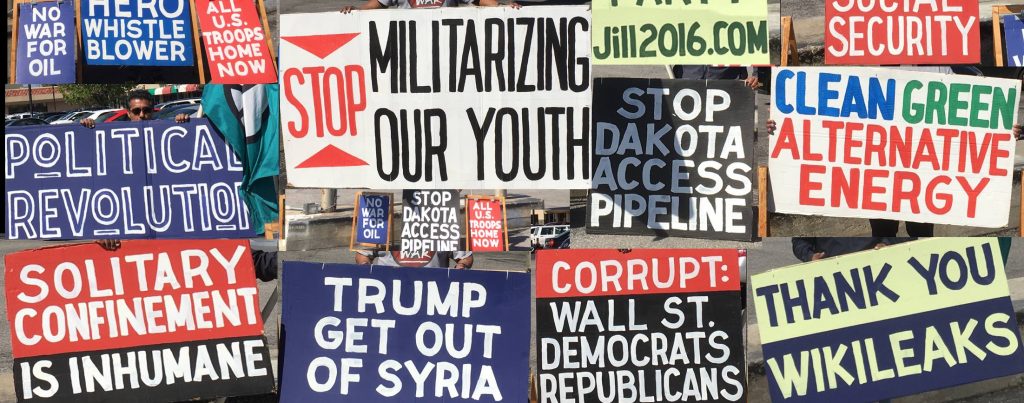 NO
WAR
FOR
OIL
HERO
WHISTLE
BLOWER
ALL
U.S.
TROOPS
HOME
NOW
POLITICAL
REVOLUTION
STOP
MILITARIZING
OUR YOUTH
PARTY
Jill2016.COM
STOP
DAKOTA
ACCESS
PIPELINE
SOCIAL
SECURITY
CLEAN GREEN
ALTERNATIVE
ENERGY
NO
WAR
FOR
OIL
STOP
DAKOTA
ACCESS
PIPELINE
WAR
ALL
U.S.
TROOPS
HOME
NOW
SOLITARY
CONFINEMENT
IS INHUMANE
TRUMP
GET OUT
OF SYRIA
CORRUPT:
WALL ST.
DEMOCRATS
REPUBLICANS
THANK YOU
WIKILEAKS